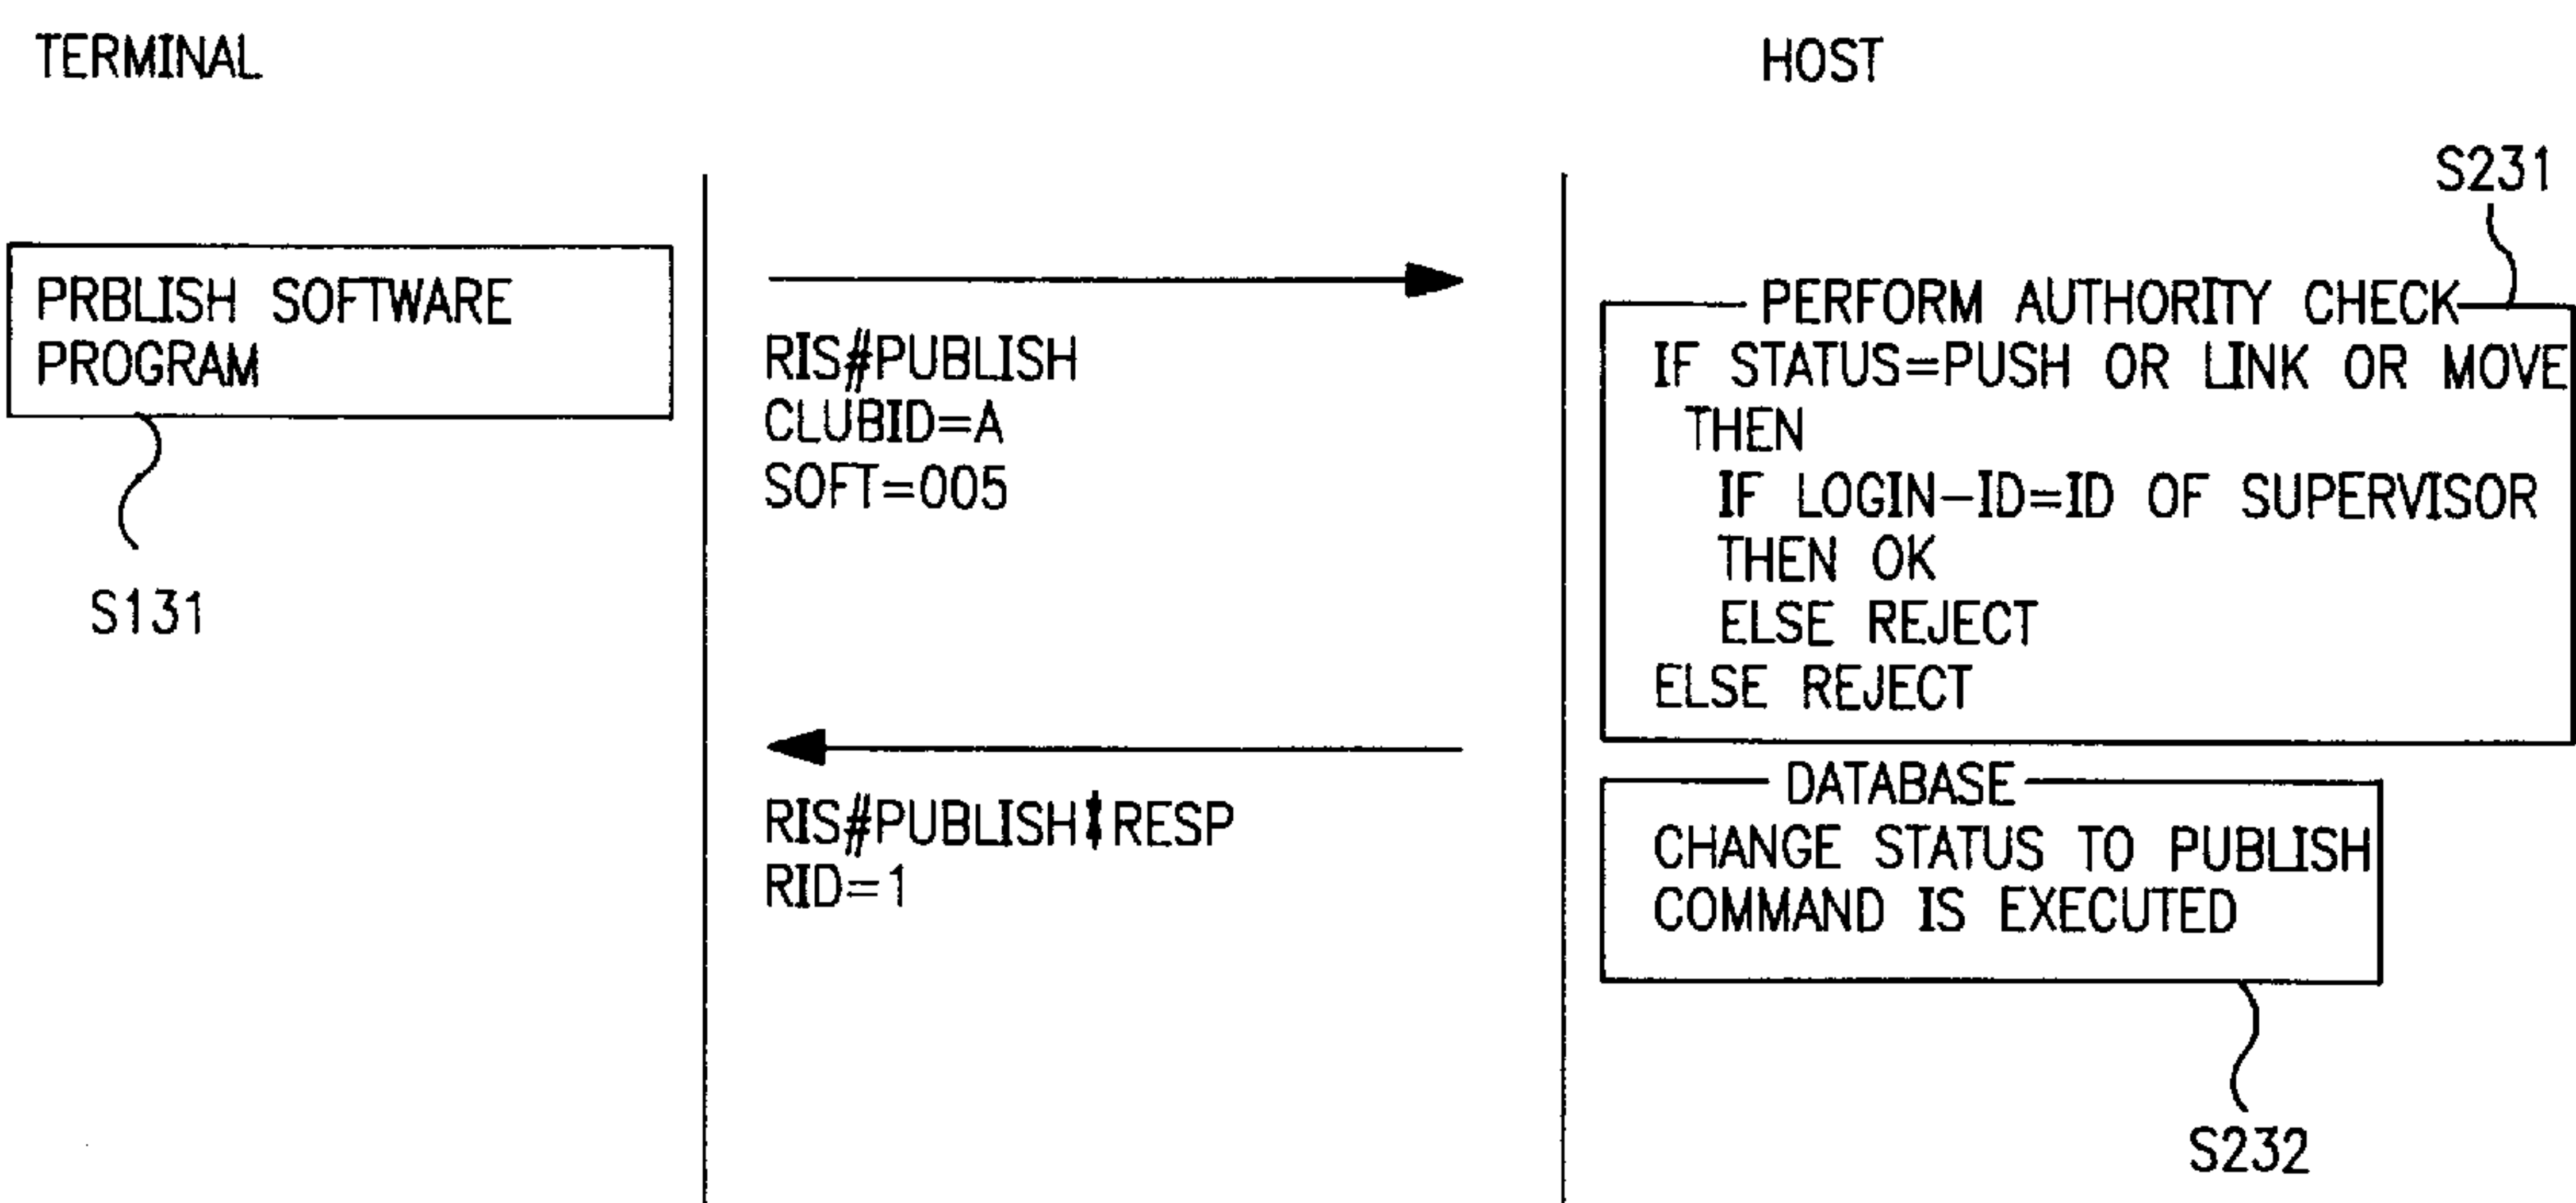 TERMINAL
HOST
S231
PRBLISH SOFTWARE
PROGRAM
S131
RIS#PUBLISH
CLUBID=A
SOFT=005
PERFORM AUTHORITY CHECK
IF STATUS=PUSH OR LINK OR MOVE
THEN
IF LOGIN-ID=ID OF SUPERVISOR
THEN OK
ELSE REJECT
ELSE REJECT
RIS#PUBLISH#RESP
RID=1
DATABASE
CHANGE STATUS TO PUBLISH
COMMAND IS EXECUTED
S232